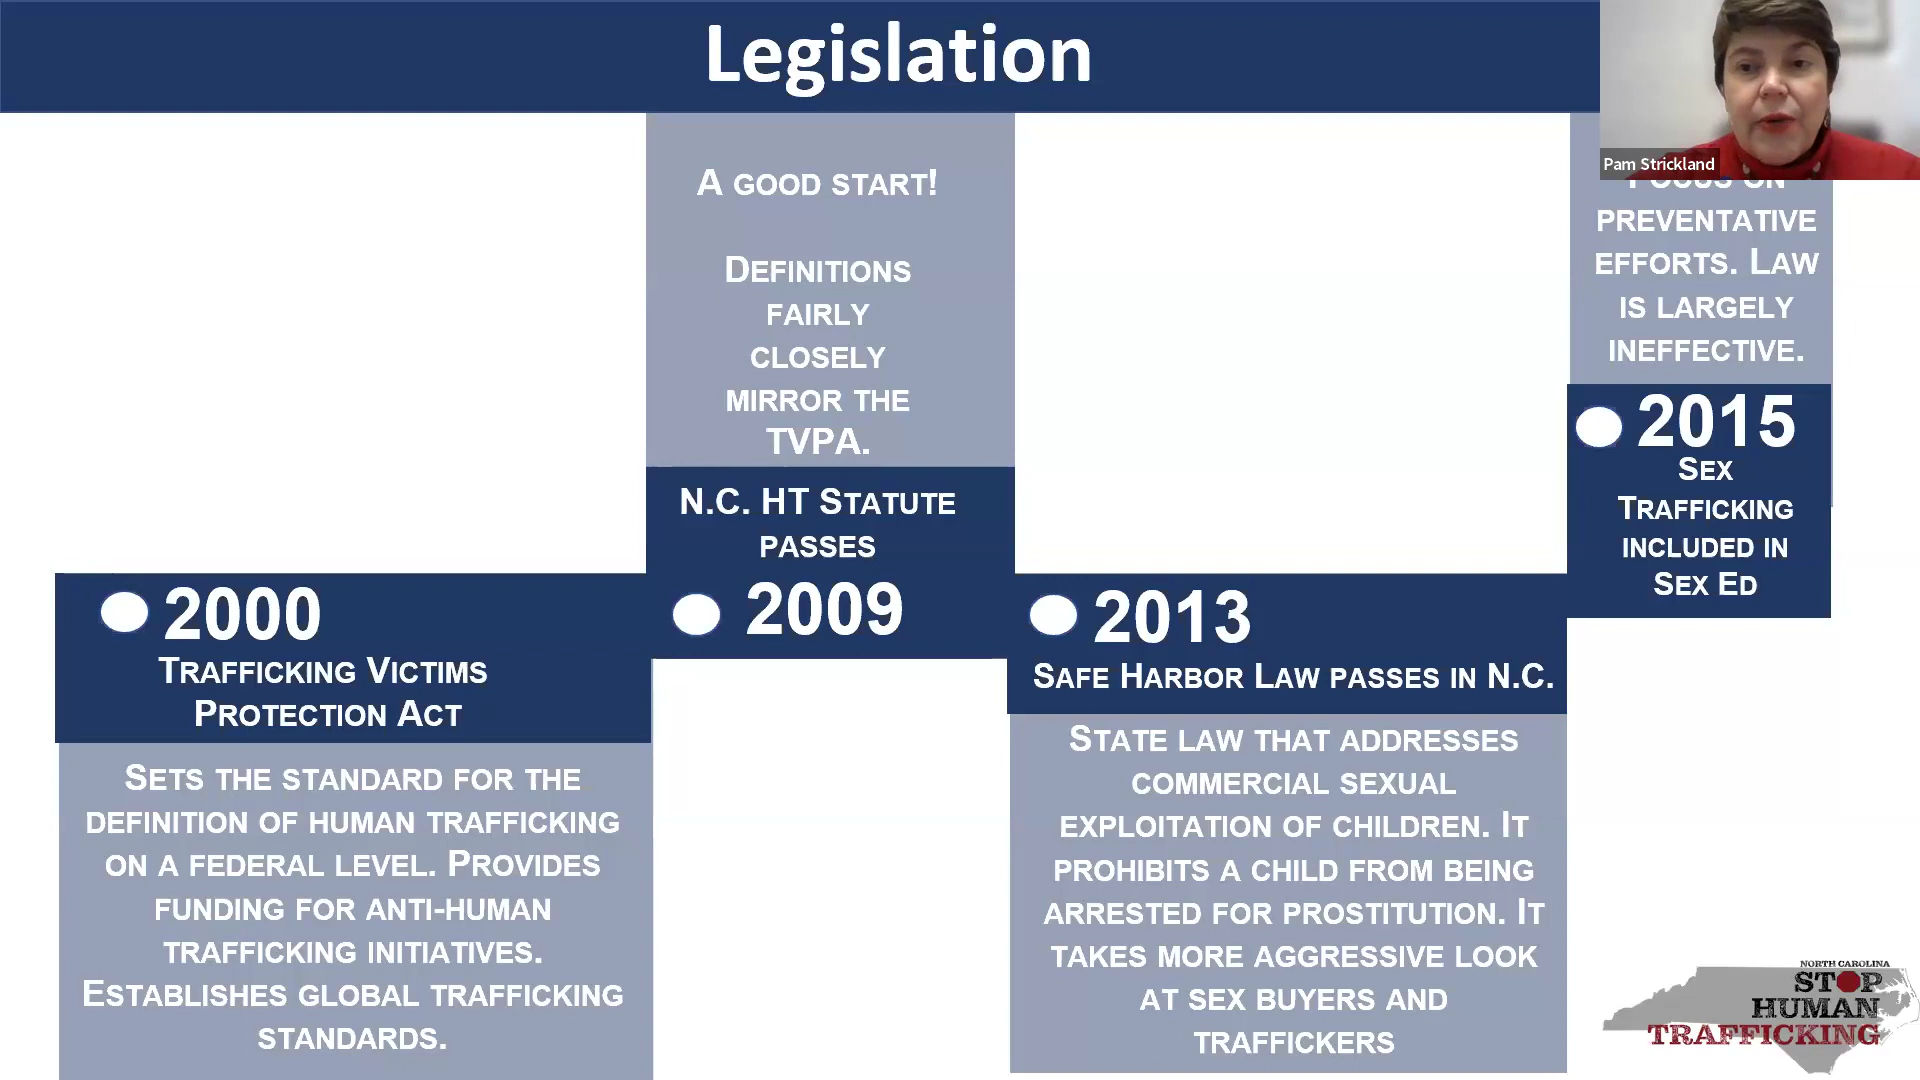 Legislation
Pam Strickland
A GOOD START!
DEFINITIONS
FAIRLY
CLOSELY
MIRROR THE
TVPA.
N.C. HT STATUTE
PASSES
2009
2000
TRAFFICKING VICTIMS
PROTECTION ACT
SETS THE STANDARD FOR THE
DEFINITION OF HUMAN TRAFFICKING
ON A FEDERAL LEVEL. PROVIDES
FUNDING FOR ANTI-HUMAN
TRAFFICKING INITIATIVES.
ESTABLISHES GLOBAL TRAFFICKING
STANDARDS.
2013
SAFE HARBOR LAW PASSES IN N.C.
STATE LAW THAT ADDRESSES
COMMERCIAL SEXUAL
EXPLOITATION OF CHILDREN. IT
PROHIBITS A CHILD FROM BEING
ARRESTED FOR PROSTITUTION. IT
TAKES MORE AGGRESSIVE LOOK
AT SEX BUYERS AND
TRAFFICKERS
FOCUS ON
PREVENTATIVE
EFFORTS. LAW
IS LARGELY
INEFFECTIVE.
2015
SEX
TRAFFICKING
INCLUDED IN
SEX ED
NORTH CAROLINA
STOP
HUMAN
TRAFFICKING